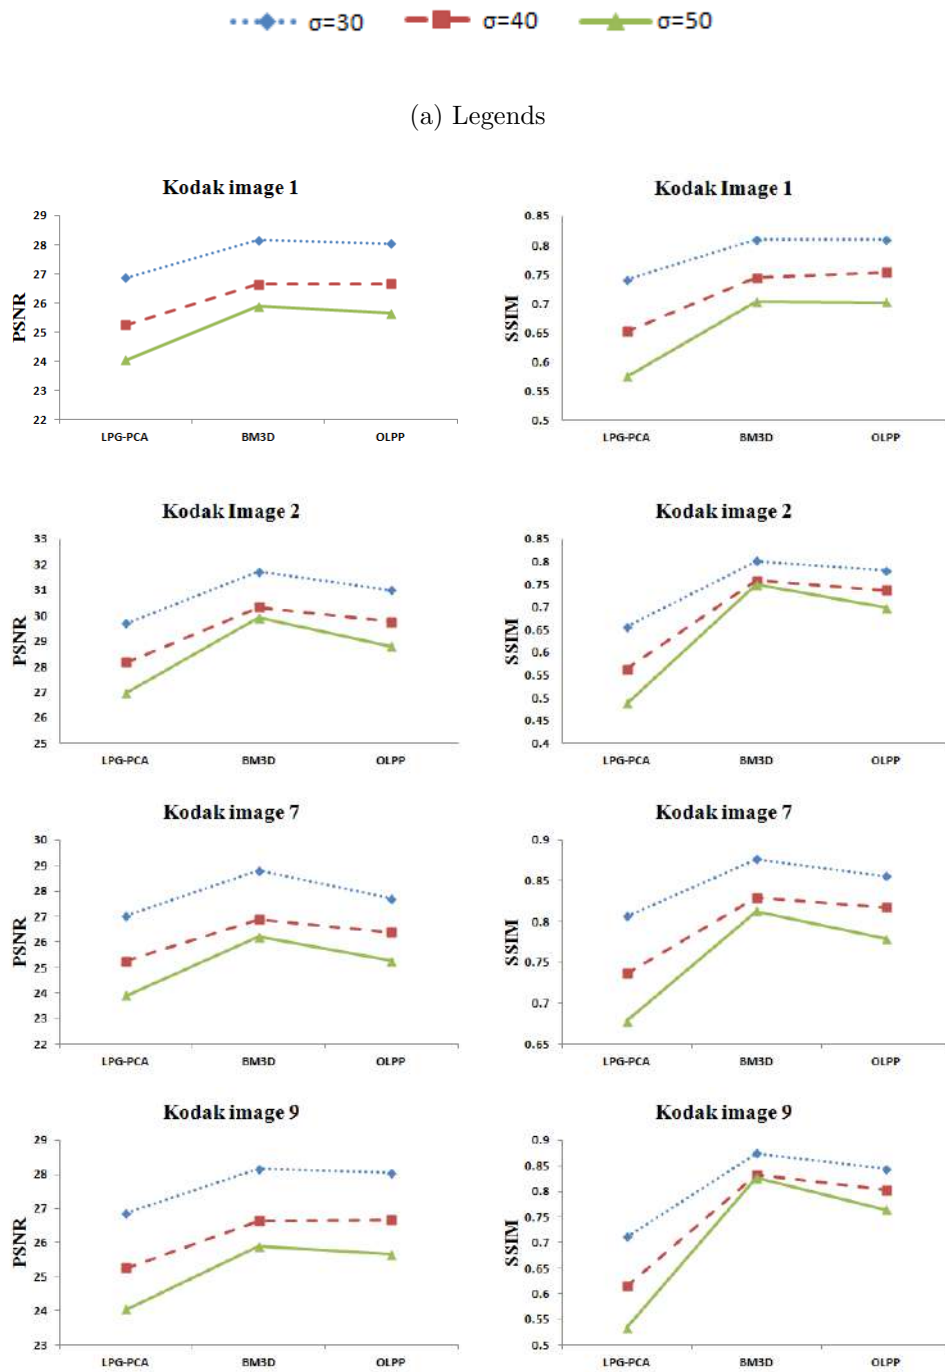 σ=30 σ=40 σ=50
(a) Legends
Kodak image 1
PSNR
29
28
27
26
25
24
23
22
LPG-PCA BM3D OLPP
Kodak Image 1
SSIM
0.85
0.8
0.75
0.7
0.65
0.6
0.55
0.5
LPG-PCA BM3D OLPP
Kodak Image 2
PSNR
33
32
31
30
29
28
27
26
25
LPG-PCA BM3D OLPP
Kodak image 2
SSIM
0.85
0.8
0.75
0.7
0.65
0.6
0.55
0.5
0.45
0.4
LPG-PCA BM3D OLPP
Kodak image 7
PSNR
30
29
28
27
26
25
24
23
22
LPG-PCA BM3D OLPP
Kodak image 7
SSIM
0.9
0.85
0.8
0.75
0.7
0.65
LPG-PCA BM3D OLPP
Kodak image 9
PSNR
29
28
27
26
25
24
23
LPG-PCA BM3D OLPP
Kodak image 9
SSIM
0.9
0.85
0.8
0.75
0.7
0.65
0.6
0.55
0.5
LPG-PCA BM3D OLPP